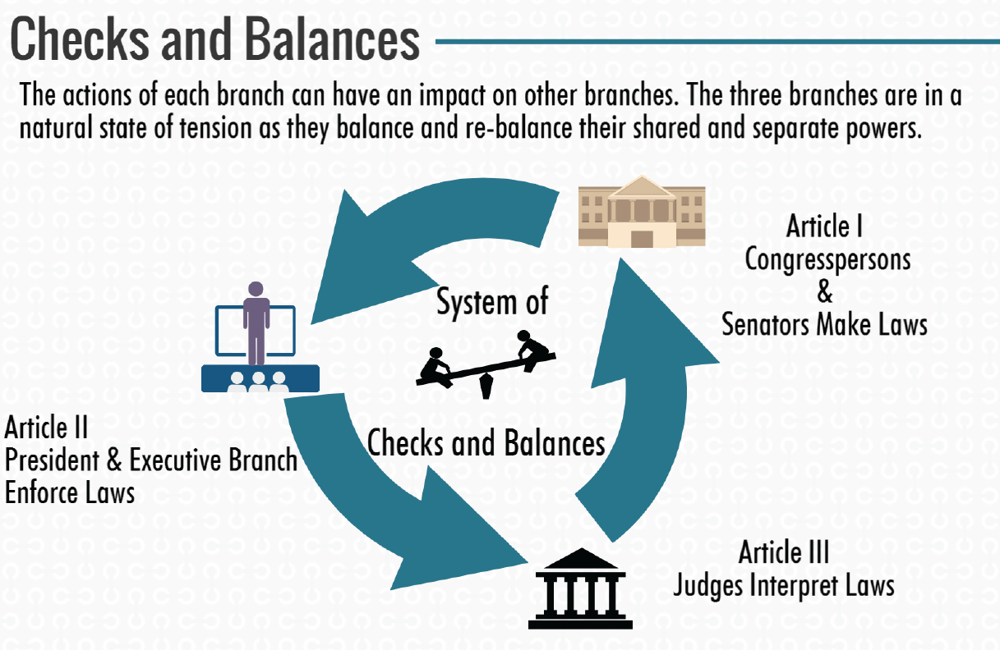 Checks and Balances
The actions of each branch can have an impact on other branches. The three branches are in a
natural state of tension as they balance and re-balance their shared and separate powers.
Article I
Congresspersons
&
Senators Make Laws
System of
Checks and Balances
Article II
President & Executive Branch
Enforce Laws
Article III
Judges Interpret Laws